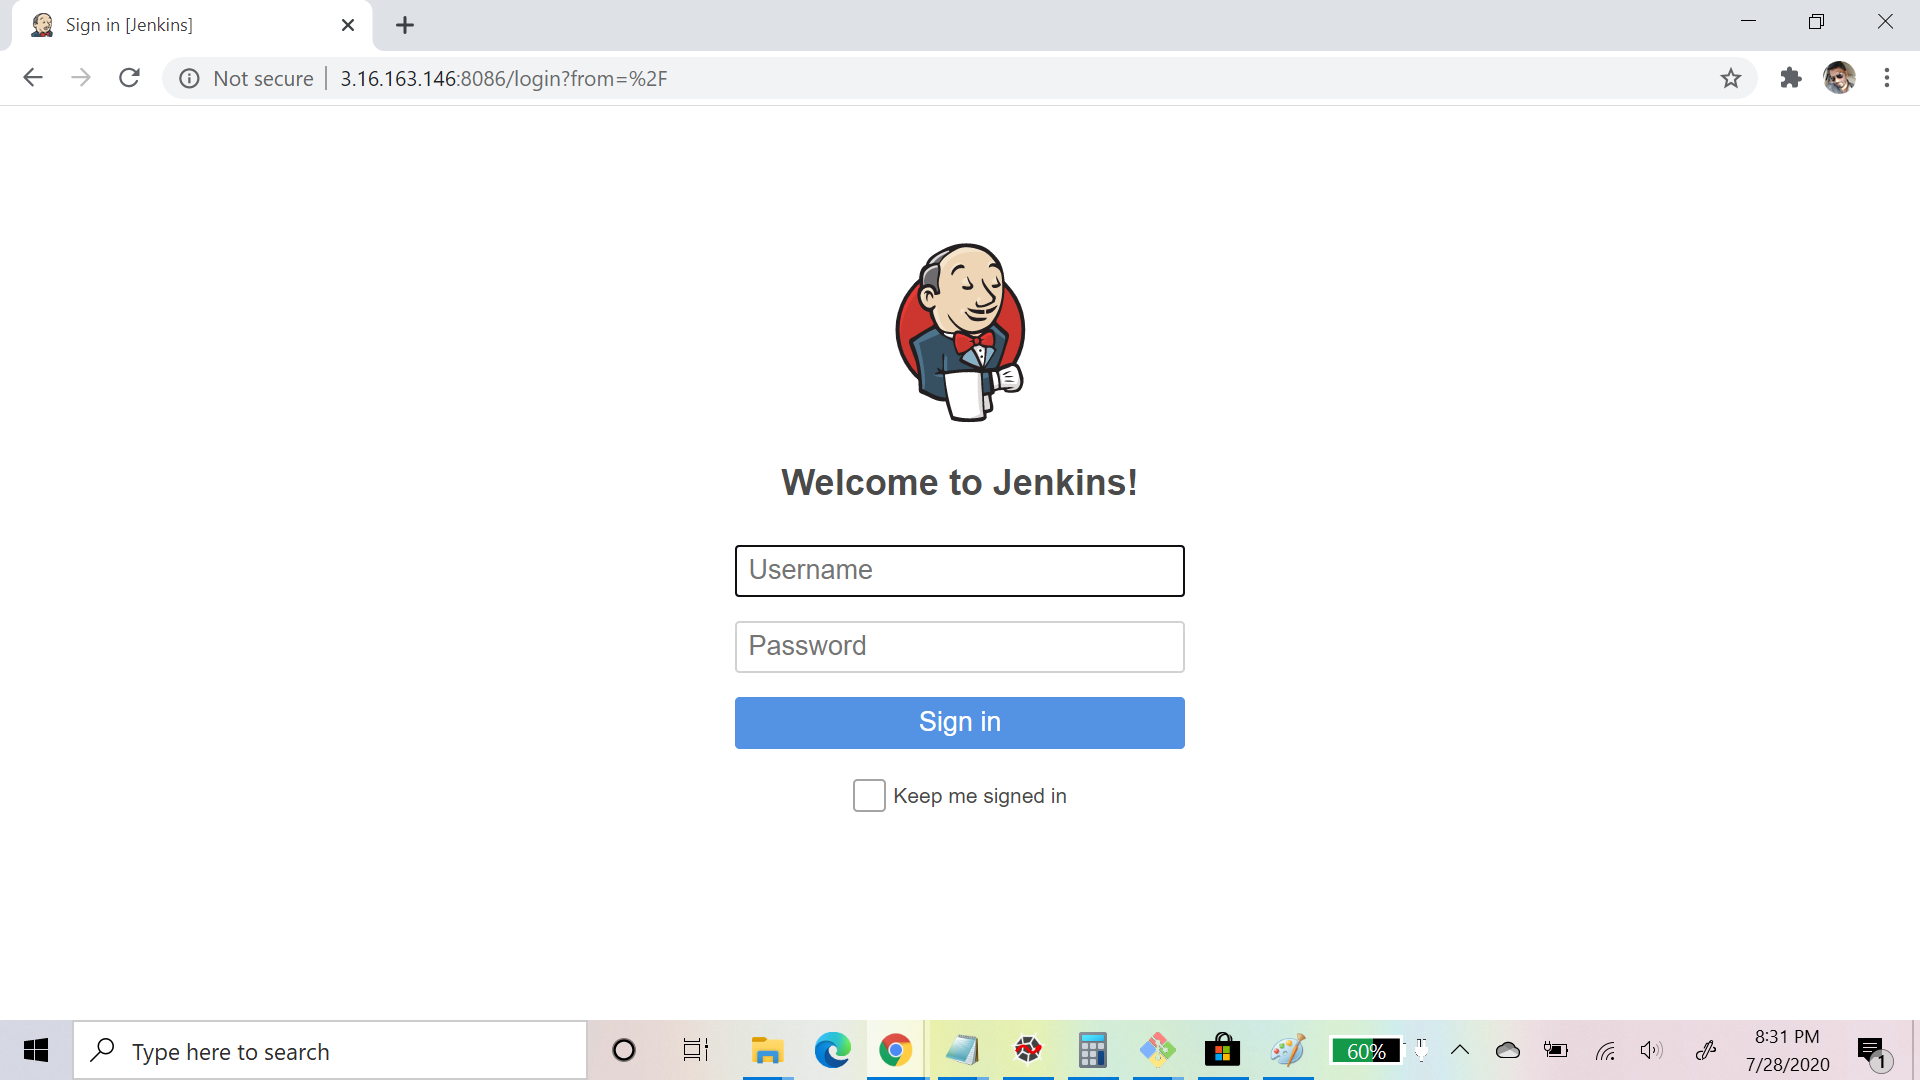 Sign in [Jenkins]
Not secure
3.16.163.146:8086/login?from=%2F
Welcome to Jenkins!
Username
Password
Sign in
Keep me signed in
Type here to search
60%
8:31 PM
7/28/2020
1